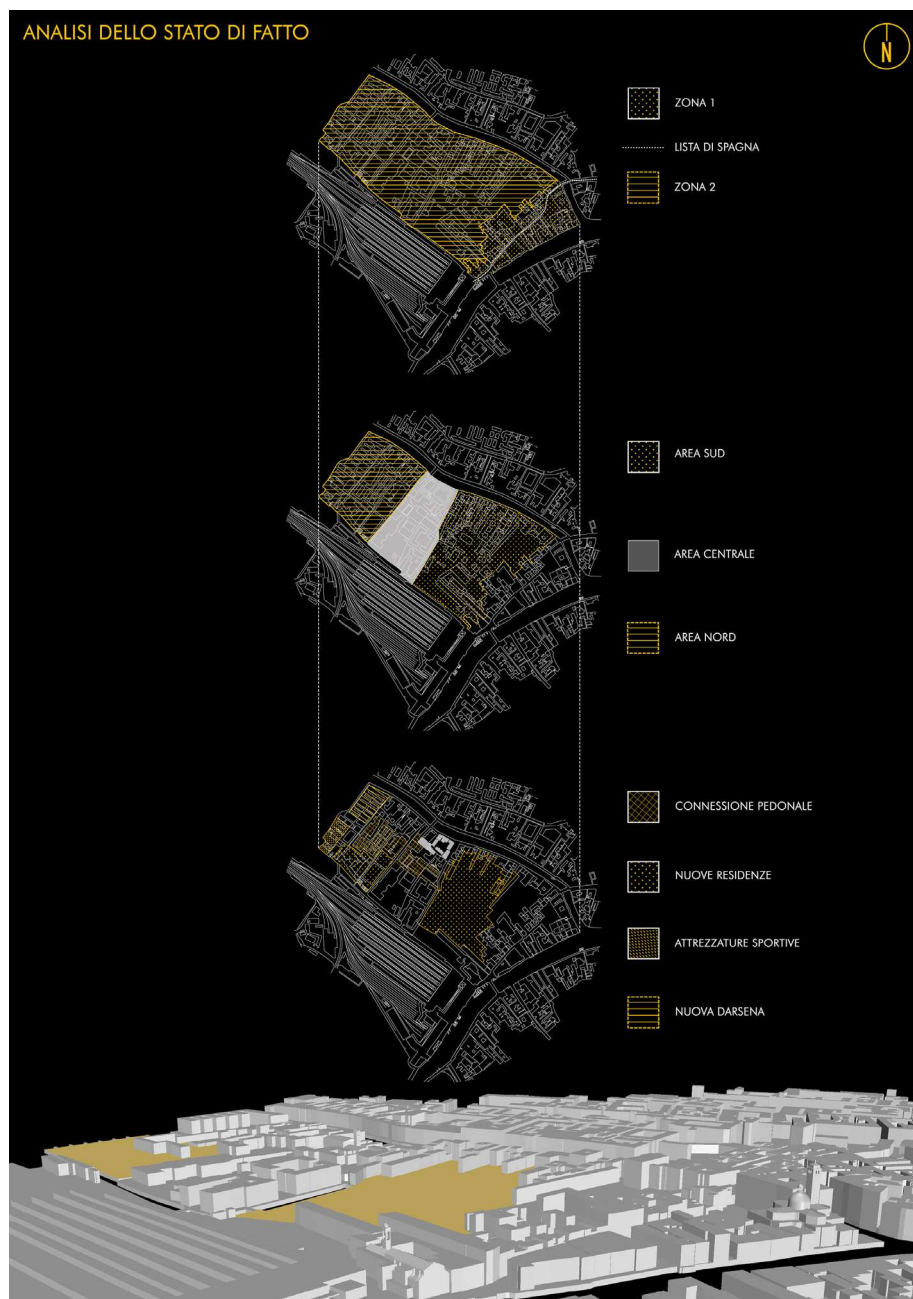 ANALISI DELLO STATO DI FATTO
N
ZONA 1
LISTA DI SPAGNA
ZONA 2
AREA SUD
AREA CENTRALE
AREA NORD
CONNESSIONE PEDONALE
NUOVE RESIDENZE
ATTREZZATURE SPORTIVE
NUOVA DARSENA